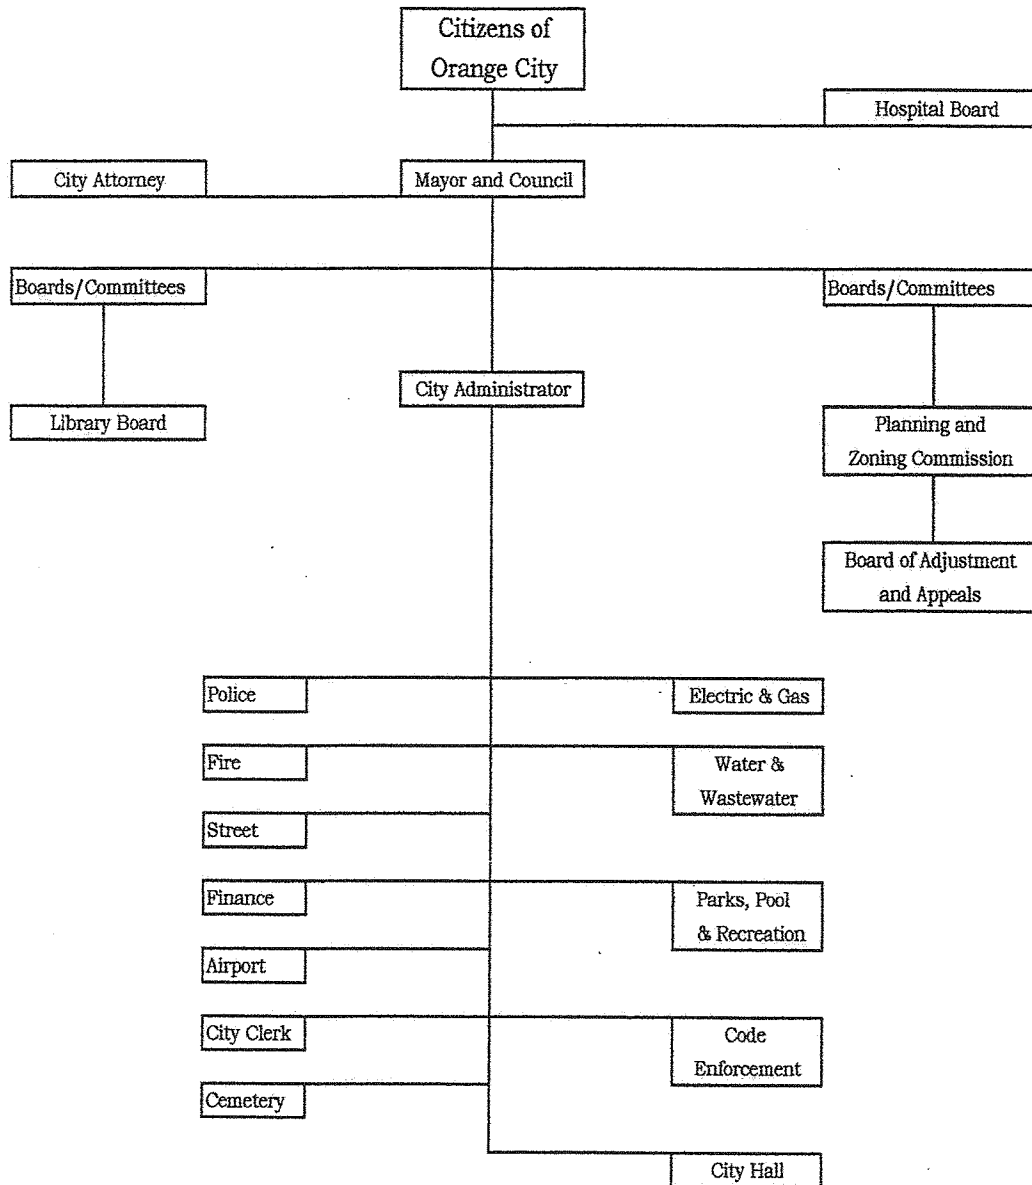 Citizens of
Orange City
Hospital Board
City Attorney
Mayor and Council
Boards/Committees
Boards/Committees
City Administrator
Library Board
Planning and
Zoning Commission
Board of Adjustment
and Appeals
Police
Electric & Gas
Fire
Water &
Wastewater
Street
Finance
Parks, Pool
& Recreation
Airport
City Clerk
Code
Enforcement
Cemetery
City Hall